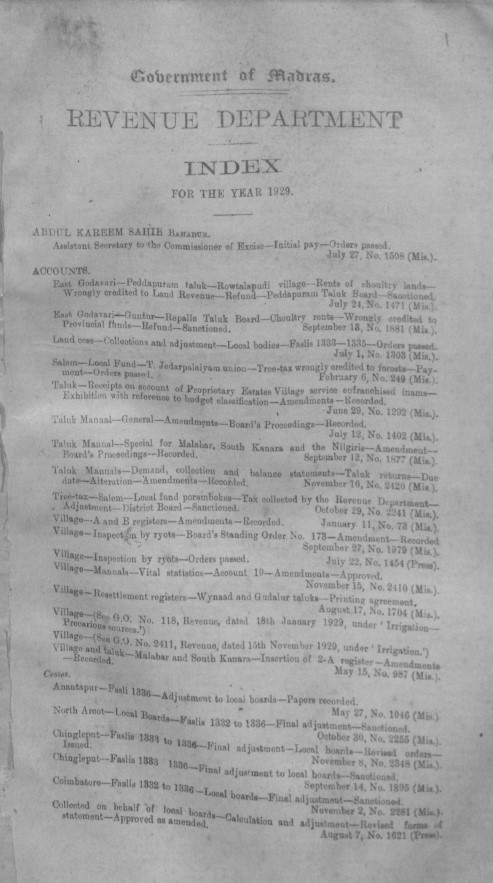 Government of Madras.
REVENUE DEPARTMENT
INDEX
FOR THE YEAR 1929.
ABDUL KAREEM SAHIB BAHADUR.
Assistant Secretary to the Commissioner of Excise—Initial pay—Orders passed.
July 27, No. 1508 (Mis.).
ACCOUNTS.
East Godavari—Peddapuram taluk—Rowtalapudi village—Rents of choultry lands—
Wrongly credited to Land Revenue—Refund—Peddapuram Taluk Board—Sanctioned.
July 24, No. 1471 (Mis.)
East Godavari—Guntur—Repalle Taluk Board—Choultry rents—Wrongly credited to
Provincial funds—Refund—Sanctioned. September 13, No. 1881 (Mis.).
Land cess—Collections and adjustment—Local bodies—Faslis 1333—1335—Orders passed.
July 1, No. 1303 (Mis.).
Salem—Local Fund—T. Jedarpalaiyam union—Tree-tax wrongly credited to forests—Pay-
ment—Orders passed. February 6, No. 249 (Mis.).
Taluk—Receipts on account of Proprietary Estates Village service enfranchised inams—
Exhibition with reference to budget classification—Amendments—Recorded.
June 29, No. 1292 (Mis.).
Taluk Manual—General—Amendments—Board's Proceedings—Recorded.
July 12, No. 1402 (Mis.).
Taluk Manual—Special for Malabar, South Kanara and the Nilgiris—Amendment—
Board's Proceedings—Recorded. September 12, No. 1877 (Mis.).
Taluk Manuals—Demand, collection and balance statements—Taluk returns—Due
date—Alteration—Amendments—Recorded. November 16, No. 2420 (Mis.).
Tree-tax—Salem—Local fund porambokes—Tax collected by the Revenue Department—
Adjustment—District Board—Sanctioned. October 29, No. 2241 (Mis.).
Village—A and B registers—Amendments—Recorded. January 11, No. 73 (Mis.).
Village—Inspection by ryots—Board's Standing Order No. 173—Amendment—Recorded
September 27, No. 1979 (Mis.).
Village—Inspection by ryots—Orders passed. July 22, No. 1454 (Press).
Village—Manuals—Vital statistics—Account 19—Amendments—Approved.
November 15, No. 2410 (Mis.).
Village—Resettlement registers—Wynaad and Gudalur taluks—Printing agreement.
August 17, No. 1704 (Mis.).
Village—(See G.O. No. 118, Revenue, dated 18th January 1929, under 'Irrigation—
Precarious sources.')
Village—(See G.O. No. 2411, Revenue, dated 15th November 1929, under 'Irrigation.')
Village and taluk—Malabar and South Kanara—Insertion of 2-A register—Amendments
—Recorded. May 15, No. 987 (Mis.).
Cesses.
Anantapur—Fasli 1336—Adjustment to local boards—Papers recorded.
May 27, No. 1046 (Mis.)
North Arcot—Local Boards—Faslis 1332 to 1336—Final adjustment—Sanctioned.
October 30, No. 2255 (Mis.).
Chingleput—Faslis 1333 to 1336—Final adjustment—Local boards—Revised orders—
Issued. November 8, No. 2348 (Mis.).
Chingleput—Faslis 1333 1336—Final adjustment to local boards—Sanctioned.
September 14, No. 1895 (Mis.).
Coimbatore—Faslis 1332 to 1336—Local boards—Final adjustment—Sanctioned.
November 2, No. 2281 (Mis.).
Collected on behalf of local boards—Calculation and adjustment—Revised forms of
statement—Approved as amended. August 7, No. 1621 (Press).